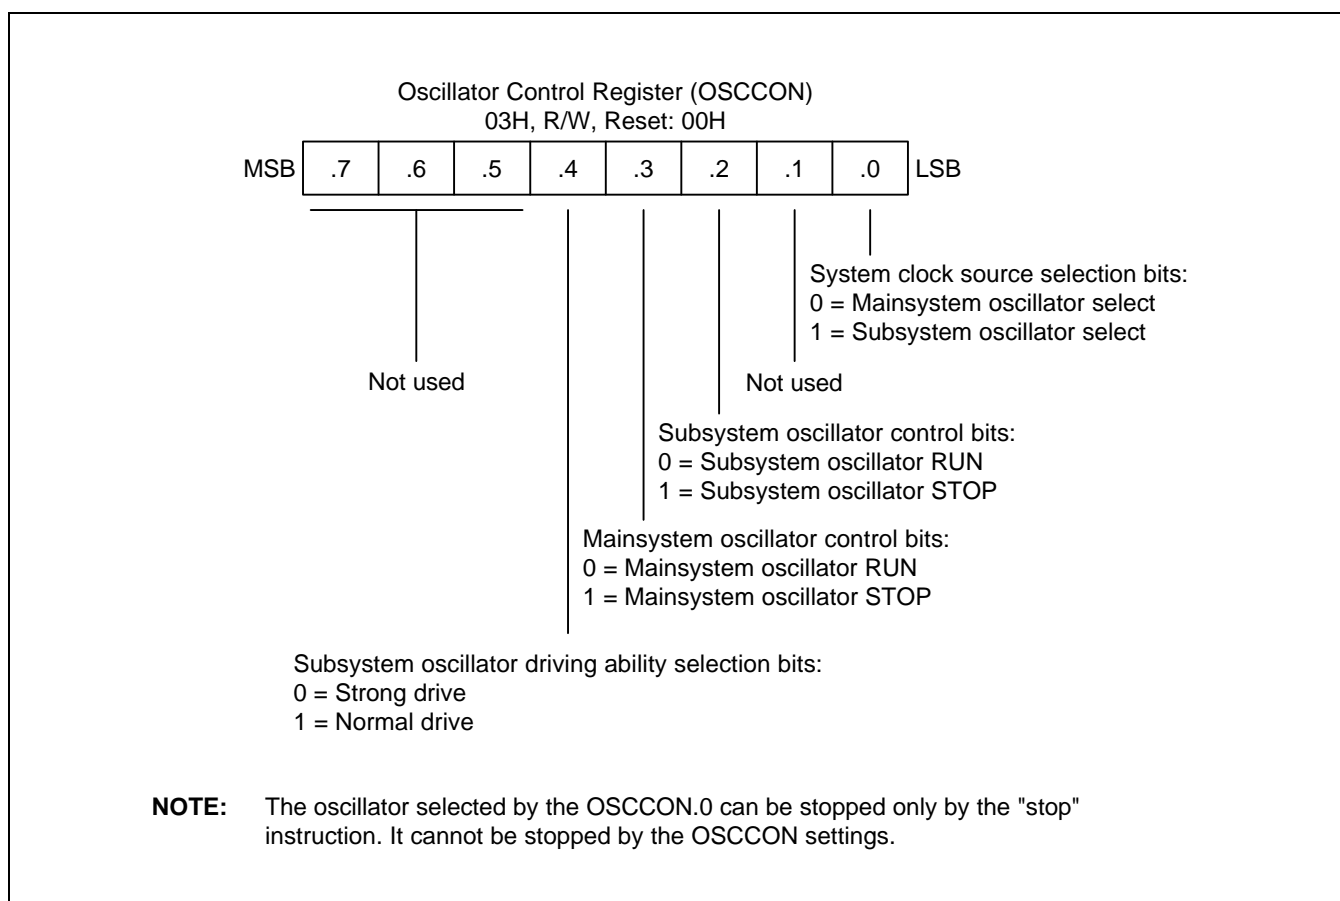 Oscillator Control Register (OSCCON)
03H, R/W, Reset: 00H
MSB .7 .6 .5 .4 .3 .2 .1 .0 LSB
System clock source selection bits:
0 = Mainsystem oscillator select
1 = Subsystem oscillator select
Not used
Not used
Subsystem oscillator control bits:
0 = Subsystem oscillator RUN
1 = Subsystem oscillator STOP
Mainsystem oscillator control bits:
0 = Mainsystem oscillator RUN
1 = Mainsystem oscillator STOP
Subsystem oscillator driving ability selection bits:
0 = Strong drive
1 = Normal drive
NOTE: The oscillator selected by the OSCCON.0 can be stopped only by the "stop"
instruction. It cannot be stopped by the OSCCON settings.